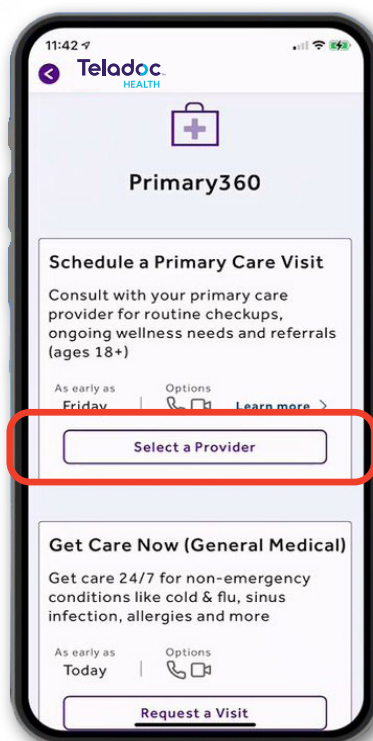 11:42
Teladoc
HEALTH
Primary360
Schedule a Primary Care Visit
Consult with your primary care
provider for routine checkups,
ongoing wellness needs and referrals
(ages 18+)
As early as Options
Friday Learn more >
Select a Provider
Get Care Now (General Medical)
Get care 24/7 for non-emergency
conditions like cold & flu, sinus
infection, allergies and more
As early as Options
Today
Request a Visit